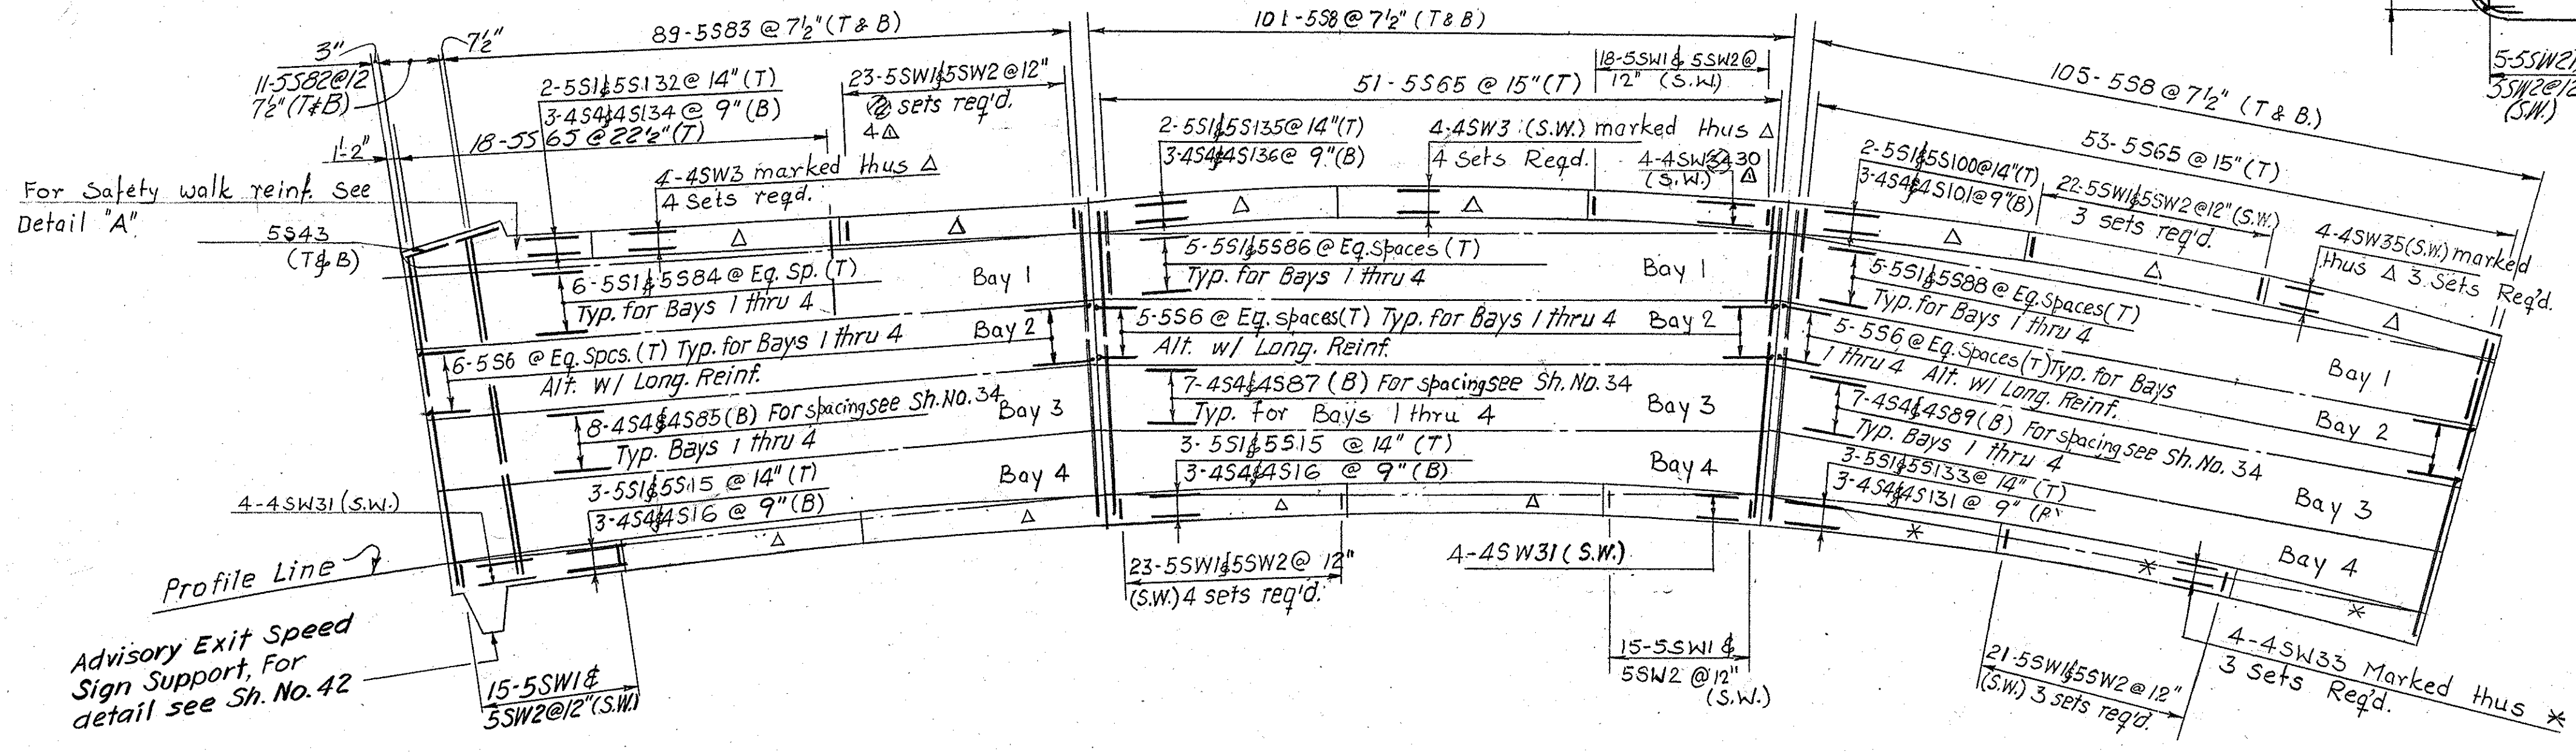 89-5S83 @ 7½" (T & B)
101-5S8 @ 7½" (T & B)
105-5S8 @ 7½" (T & B.)
3"
7½"
11-5S82@12
7½" (T&B)
1'-2"
2-5S1&5S132 @ 14" (T)
3-4S4&4S134 @ 9" (B)
18-5S65 @ 22½" (T)
23-5SW1&5SW2 @ 12"
sets req'd.
4 △
4-4SW3 marked thus △
4 Sets reqd.
For Safety walk reinf. See
Detail "A".
5S43
(T&B)
51-5S65 @ 15" (T)
18-5SW1& 5SW2 @
12" (S.W.)
2-5S1&5S135@ 14"(T)
3-4S4&4S136@ 9"(B)
4-4SW3 (S.W.) marked thus △
4 Sets Reqd.
30
(S.W.) △
53-5S65 @ 15" (T)
2-5S1&5S100@14"(T)
3-4S4&4S101@9"(B)
22-5SW1&5SW2@12"(S.W.)
3 sets req'd.
4-4SW35(S.W.) marked
thus △ 3 Sets Req'd.
5-5SW21
5SW2@12
(S.W.)
△ △ △ △ △ △ △
6-5S1&5S84 @ Eq. Sp. (T)
Typ. for Bays 1 thru 4
Bay 1
6-5S6 @ Eq. Spcs. (T) Typ. for Bays 1 thru 4
Alt. W/ Long. Reinf.
Bay 2
8-4S4&4S85 (B) For spacing see Sh. No. 34
Typ. Bays 1 thru 4
Bay 3
3-5S1&5S15 @ 14" (T)
3-4S4&4S16 @ 9" (B)
Bay 4
5-5S1&5S86 @ Eq. Spaces (T)
Typ. for Bays 1 thru 4
Bay 1
5-5S6 @ Eq. spaces(T) Typ. for Bays 1 thru 4
Alt. w/ Long. Reinf.
Bay 2
7-4S4&4S87 (B) For spacing see Sh. No. 34
Typ. for Bays 1 thru 4
Bay 3
3-5S1&5S15 @ 14" (T)
3-4S4&4S16 @ 9" (B)
Bay 4
5-5S1&5S88 @ Eq. Spaces(T)
Typ. for Bays 1 thru 4
Bay 1
5-5S6 @ Eq. Spaces(T) Typ. for Bays
1 thru 4 Alt. w/ Long. Reinf.
Bay 2
7-4S4&4S89(B) For spacing see Sh. No. 34
Typ. Bays 1 thru 4
Bay 3
3-5S1&5S133@ 14" (T)
3-4S4&4S131 @ 9"
Bay 4
△ △ △ △ * * *
4-4SW31 (S.W.)
Profile Line
Advisory Exit Speed
Sign Support, For
detail see Sh. No. 42
15-5SW1&
5SW2@12"(S.W.)
23-5SW1&5SW2@ 12"
(S.W.) 4 sets req'd.
4-4SW31 (S.W.)
15-5SW1 &
5SW2 @12"
(S.W.)
21-5SW1&5SW2@12"
(S.W.) 3 sets req'd.
4-4SW33 Marked thus *
3 Sets Req'd.